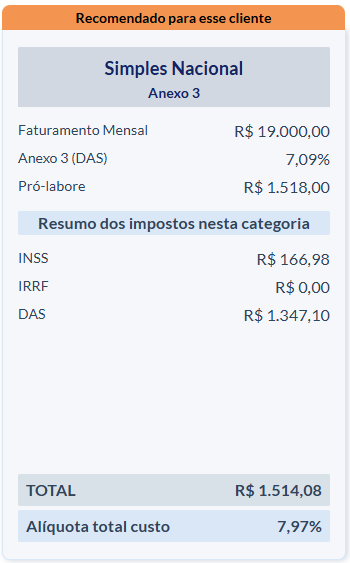 Recomendado para esse cliente
Simples Nacional
Anexo 3
Faturamento Mensal R$ 19.000,00
Anexo 3 (DAS) 7,09%
Pró-labore R$ 1.518,00
Resumo dos impostos nesta categoria
INSS R$ 166,98
IRRF R$ 0,00
DAS R$ 1.347,10
TOTAL R$ 1.514,08
Alíquota total custo 7,97%